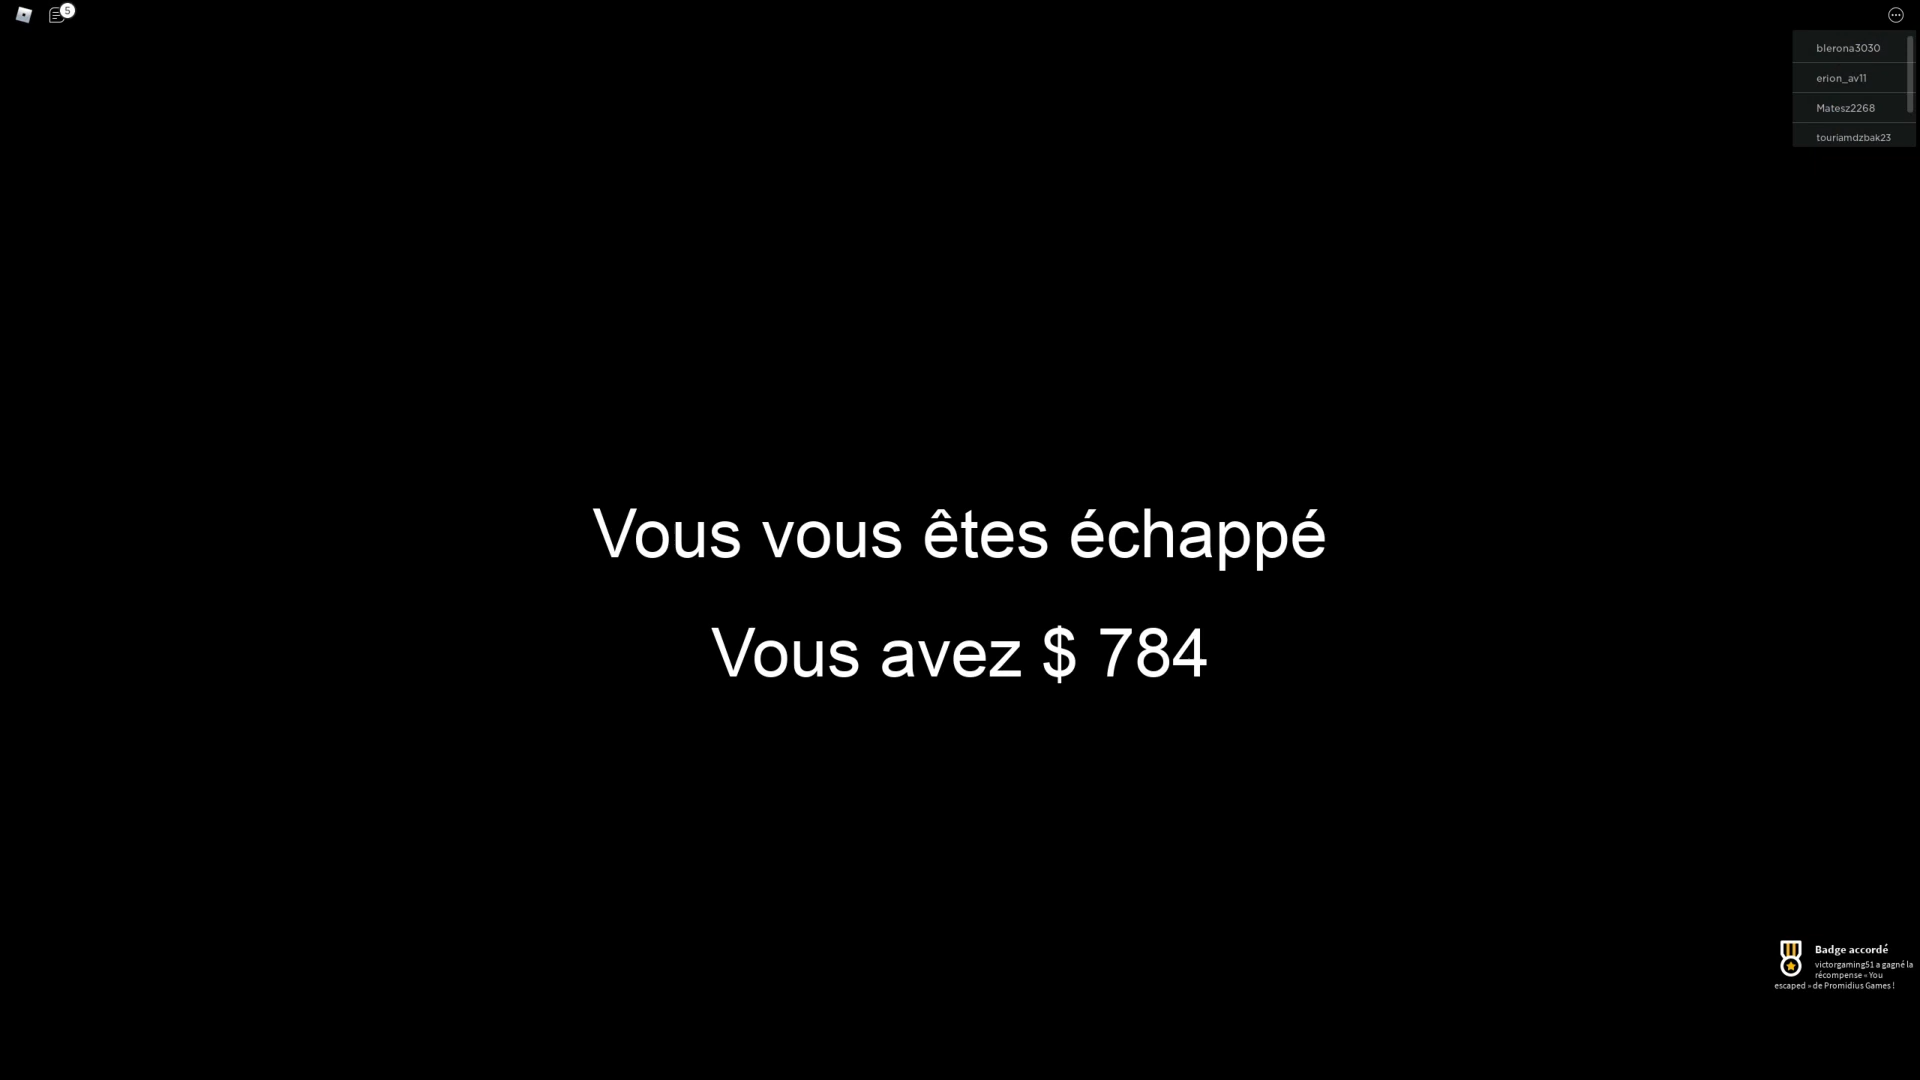 5
blerona3030
erion_av11
Matesz2268
touriamdzbak23
Vous vous êtes échappé
Vous avez $ 784
Badge accordé
victorgaming51 a gagné la
récompense « You
escaped » de Promidius Games !